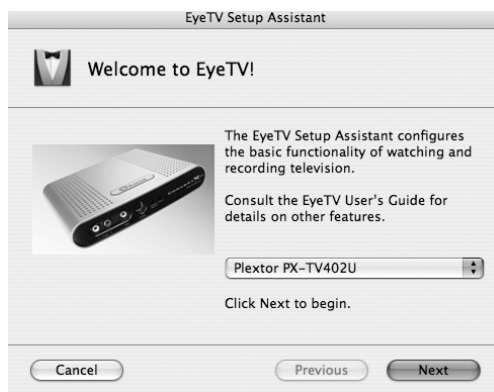 EyeTV Setup Assistant
Welcome to EyeTV!
The EyeTV Setup Assistant configures
the basic functionality of watching and
recording television.
Consult the EyeTV User's Guide for
details on other features.
Plextor PX-TV402U
Click Next to begin.
Cancel
Previous
Next